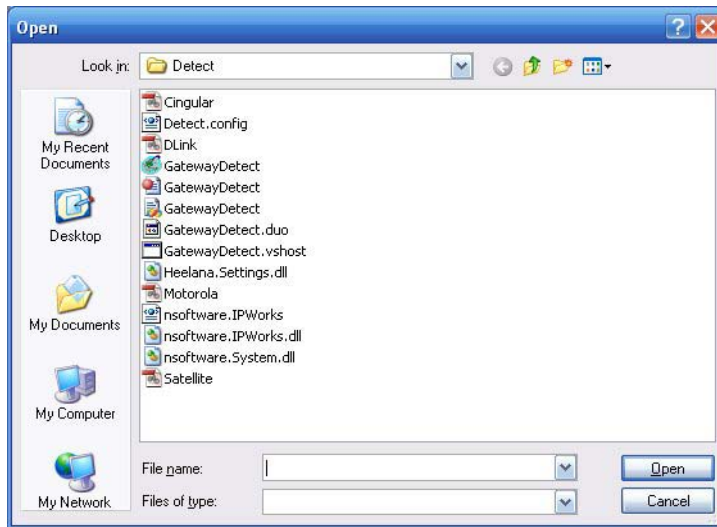 Open
Look in: Detect
My Recent Documents
Desktop
My Documents
My Computer
My Network
Cingular
Detect.config
DLink
GatewayDetect
GatewayDetect
GatewayDetect
GatewayDetect.duo
GatewayDetect.vshost
Heelana.Settings.dll
Motorola
nsoftware.IPWorks
nsoftware.IPWorks.dll
nsoftware.System.dll
Satellite
File name:
Open
Files of type:
Cancel